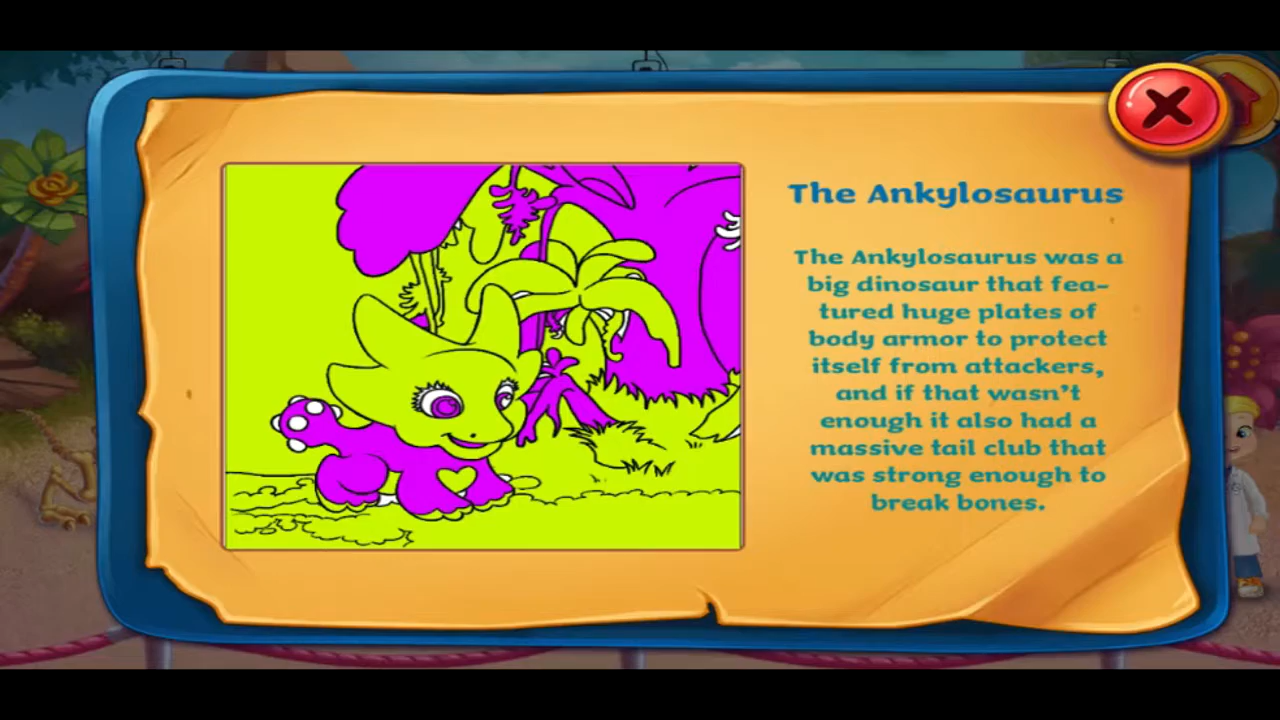 The Ankylosaurus
The Ankylosaurus was a
big dinosaur that fea-
tured huge plates of
body armor to protect
itself from attackers,
and if that wasn't
enough it also had a
massive tail club that
was strong enough to
break bones.